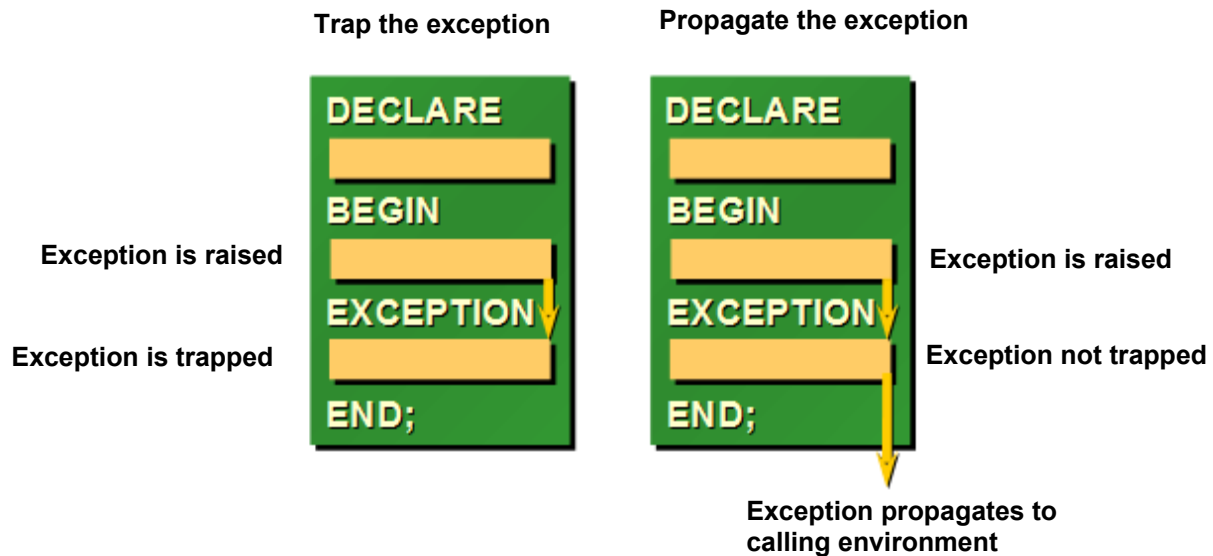 Trap the exception
Propagate the exception
DECLARE
BEGIN
Exception is raised
EXCEPTION
Exception is trapped
END;
DECLARE
BEGIN
Exception is raised
EXCEPTION
Exception not trapped
END;
Exception propagates to
calling environment